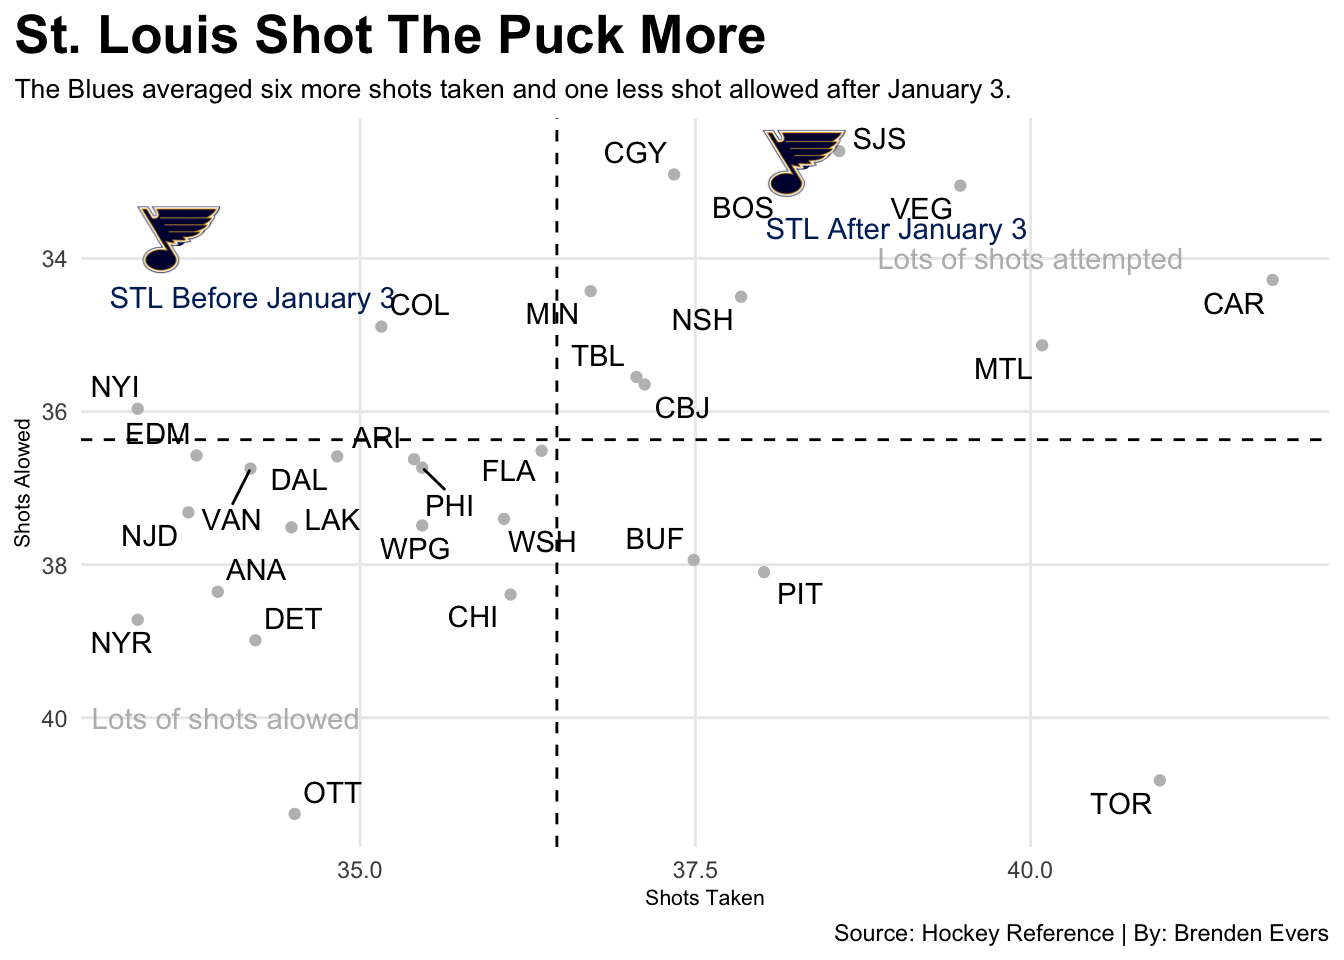 St. Louis Shot The Puck More
The Blues averaged six more shots taken and one less shot allowed after January 3.
SJS
CGY
BOS
VEG
STL After January 3
Lots of shots attempted
34
STL Before January 3
COL
CAR
MIN
NSH
TBL
MTL
NYI
CBJ
36
EDM
ARI
FLA
DAL
PHI
VAN
LAK
NJD
WPG
WSH
BUF
38
ANA
PIT
CHI
DET
NYR
40
Lots of shots alowed
OTT
TOR
Shots Alowed
35.0
37.5
40.0
Shots Taken
Source: Hockey Reference | By: Brenden Evers